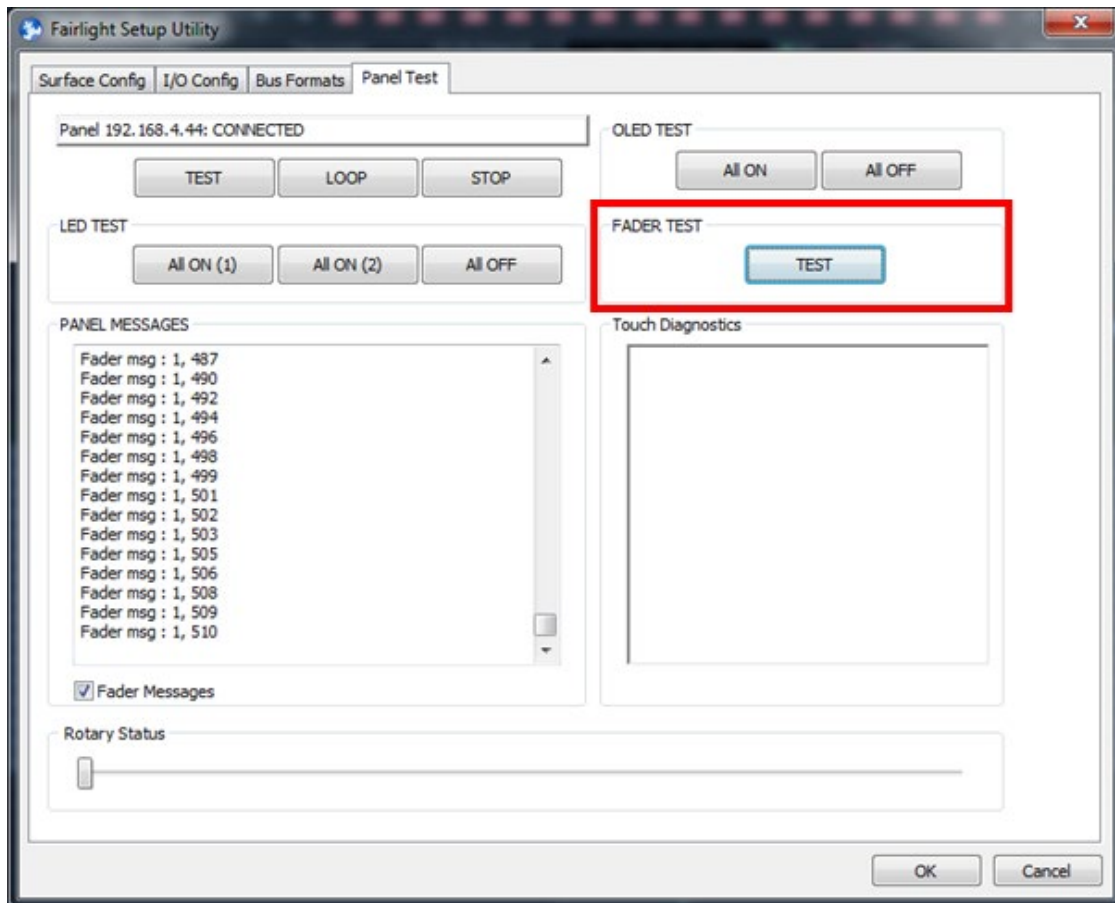 Fairlight Setup Utility
Surface Config I/O Config Bus Formats Panel Test
Panel 192.168.4.44: CONNECTED
TEST LOOP STOP
OLED TEST
All ON All OFF
LED TEST
All ON (1) All ON (2) All OFF
FADER TEST
TEST
PANEL MESSAGES
Fader msg : 1, 487
Fader msg : 1, 490
Fader msg : 1, 492
Fader msg : 1, 494
Fader msg : 1, 496
Fader msg : 1, 498
Fader msg : 1, 499
Fader msg : 1, 501
Fader msg : 1, 502
Fader msg : 1, 503
Fader msg : 1, 505
Fader msg : 1, 506
Fader msg : 1, 508
Fader msg : 1, 509
Fader msg : 1, 510
Fader Messages
Touch Diagnostics
Rotary Status
OK Cancel